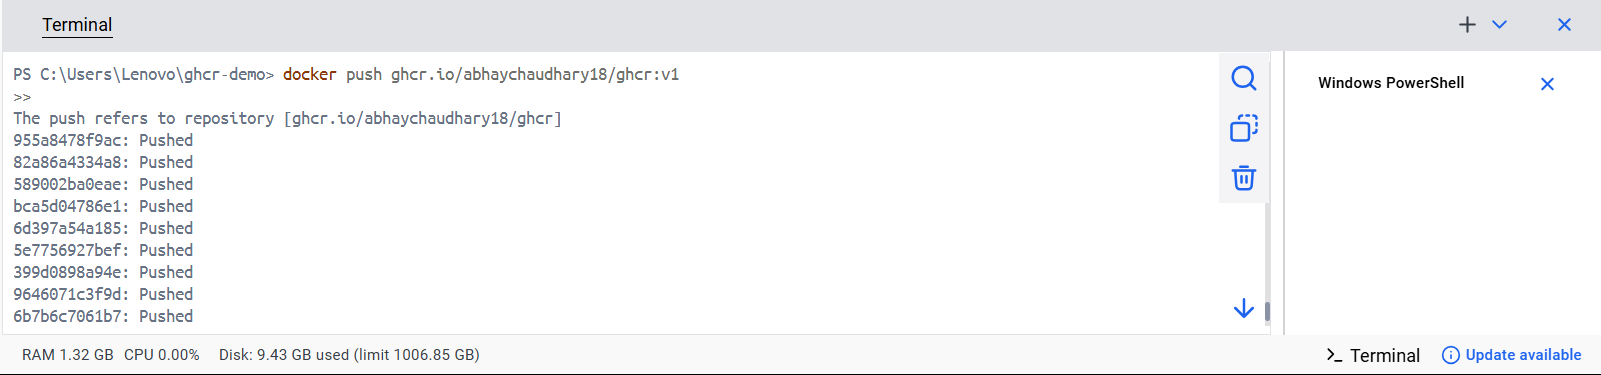 Terminal
PS C:\Users\Lenovo\ghcr-demo> docker push ghcr.io/abhaychaudhary18/ghcr:v1
>>
The push refers to repository [ghcr.io/abhaychaudhary18/ghcr]
955a8478f9ac: Pushed
82a86a4334a8: Pushed
589002ba0eae: Pushed
bca5d04786e1: Pushed
6d397a54a185: Pushed
5e7756927bef: Pushed
399d0898a94e: Pushed
9646071c3f9d: Pushed
6b7b6c7061b7: Pushed
Windows PowerShell
RAM 1.32 GB CPU 0.00% Disk: 9.43 GB used (limit 1006.85 GB)
Terminal
Update available